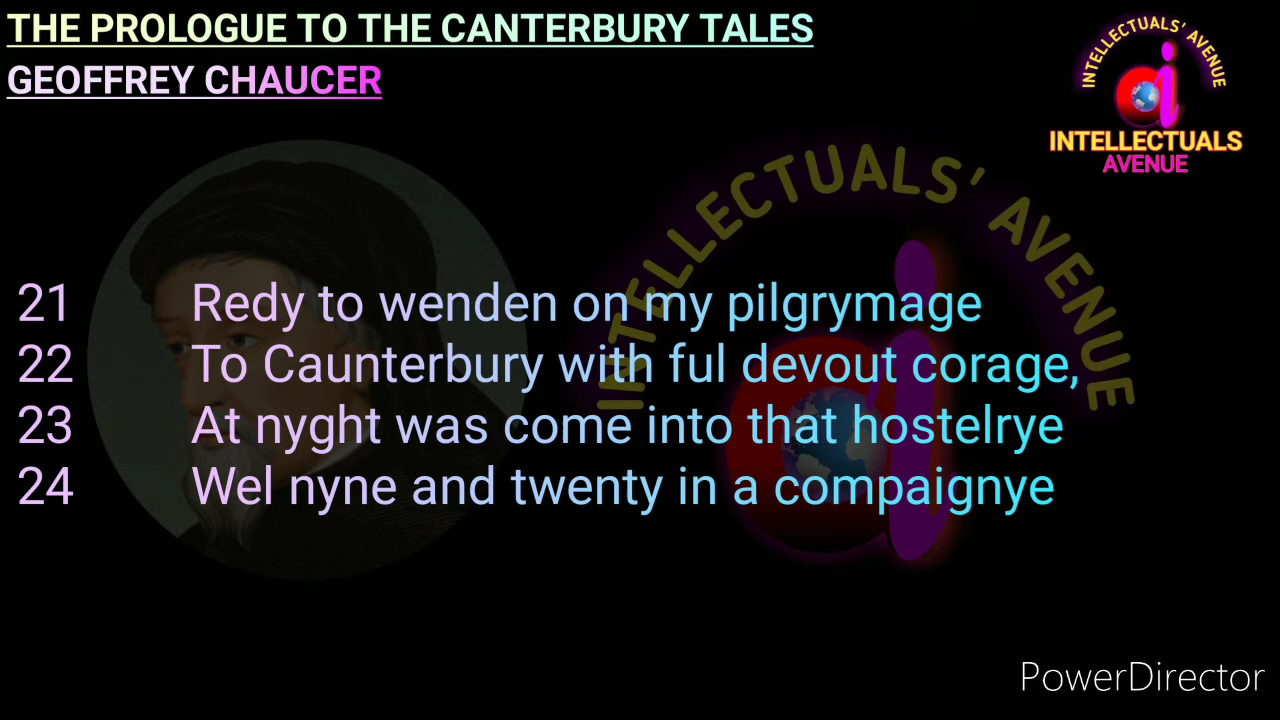 THE PROLOGUE TO THE CANTERBURY TALES
GEOFFREY CHAUCER
INTELLECTUALS' AVENUE
INTELLECTUALS
AVENUE
INTELLECTUALS' AVENUE
21 Redy to wenden on my pilgrymage
22 To Caunterbury with ful devout corage,
23 At nyght was come into that hostelrye
24 Wel nyne and twenty in a compaignye
PowerDirector